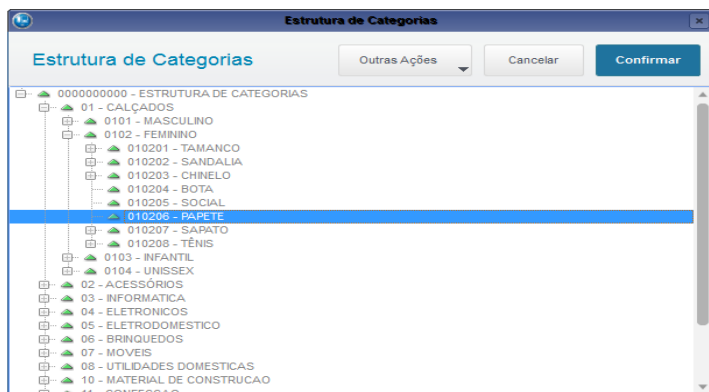 Estrutura de Categorias
Estrutura de Categorias
Outras Ações
Cancelar
Confirmar
0000000000 - ESTRUTURA DE CATEGORIAS
01 - CALÇADOS
0101 - MASCULINO
0102 - FEMININO
010201 - TAMANCO
010202 - SANDALIA
010203 - CHINELO
010204 - BOTA
010205 - SOCIAL
010206 - PAPETE
010207 - SAPATO
010208 - TÊNIS
0103 - INFANTIL
0104 - UNISSEX
02 - ACESSÓRIOS
03 - INFORMATICA
04 - ELETRONICOS
05 - ELETRODOMESTICO
06 - BRINQUEDOS
07 - MOVEIS
08 - UTILIDADES DOMESTICAS
10 - MATERIAL DE CONSTRUCAO